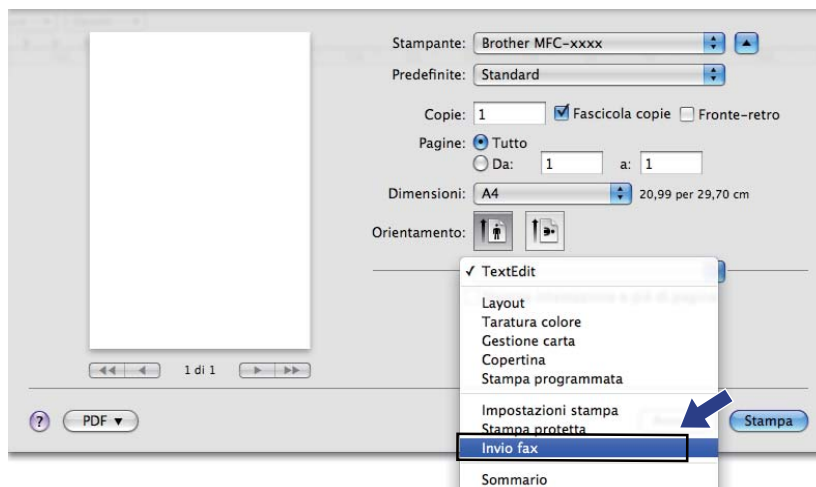 Stampante: Brother MFC-xxxx
Predefinite: Standard
Copie: 1 Fascicola copie Fronte-retro
Pagine: Tutto
Da: 1 a: 1
Dimensioni: A4 20,99 per 29,70 cm
Orientamento:
✓ TextEdit
Layout
Taratura colore
Gestione carta
Copertina
Stampa programmata
1 di 1
Impostazioni stampa
Stampa protetta
Invio fax
Sommario
? PDF ▼ Stampa